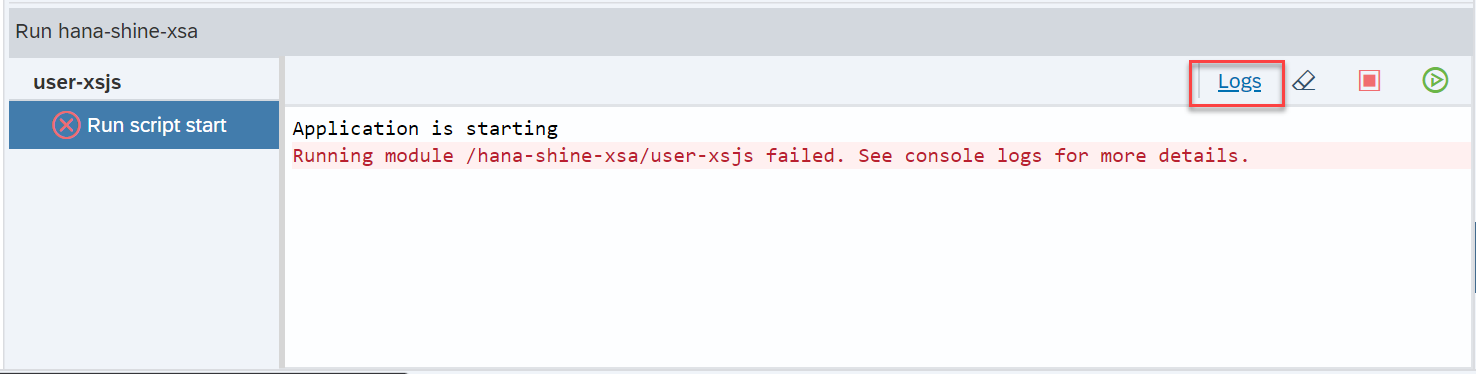 Run hana-shine-xsa
user-xsjs
Logs
Run script start
Application is starting
Running module /hana-shine-xsa/user-xsjs failed. See console logs for more details.